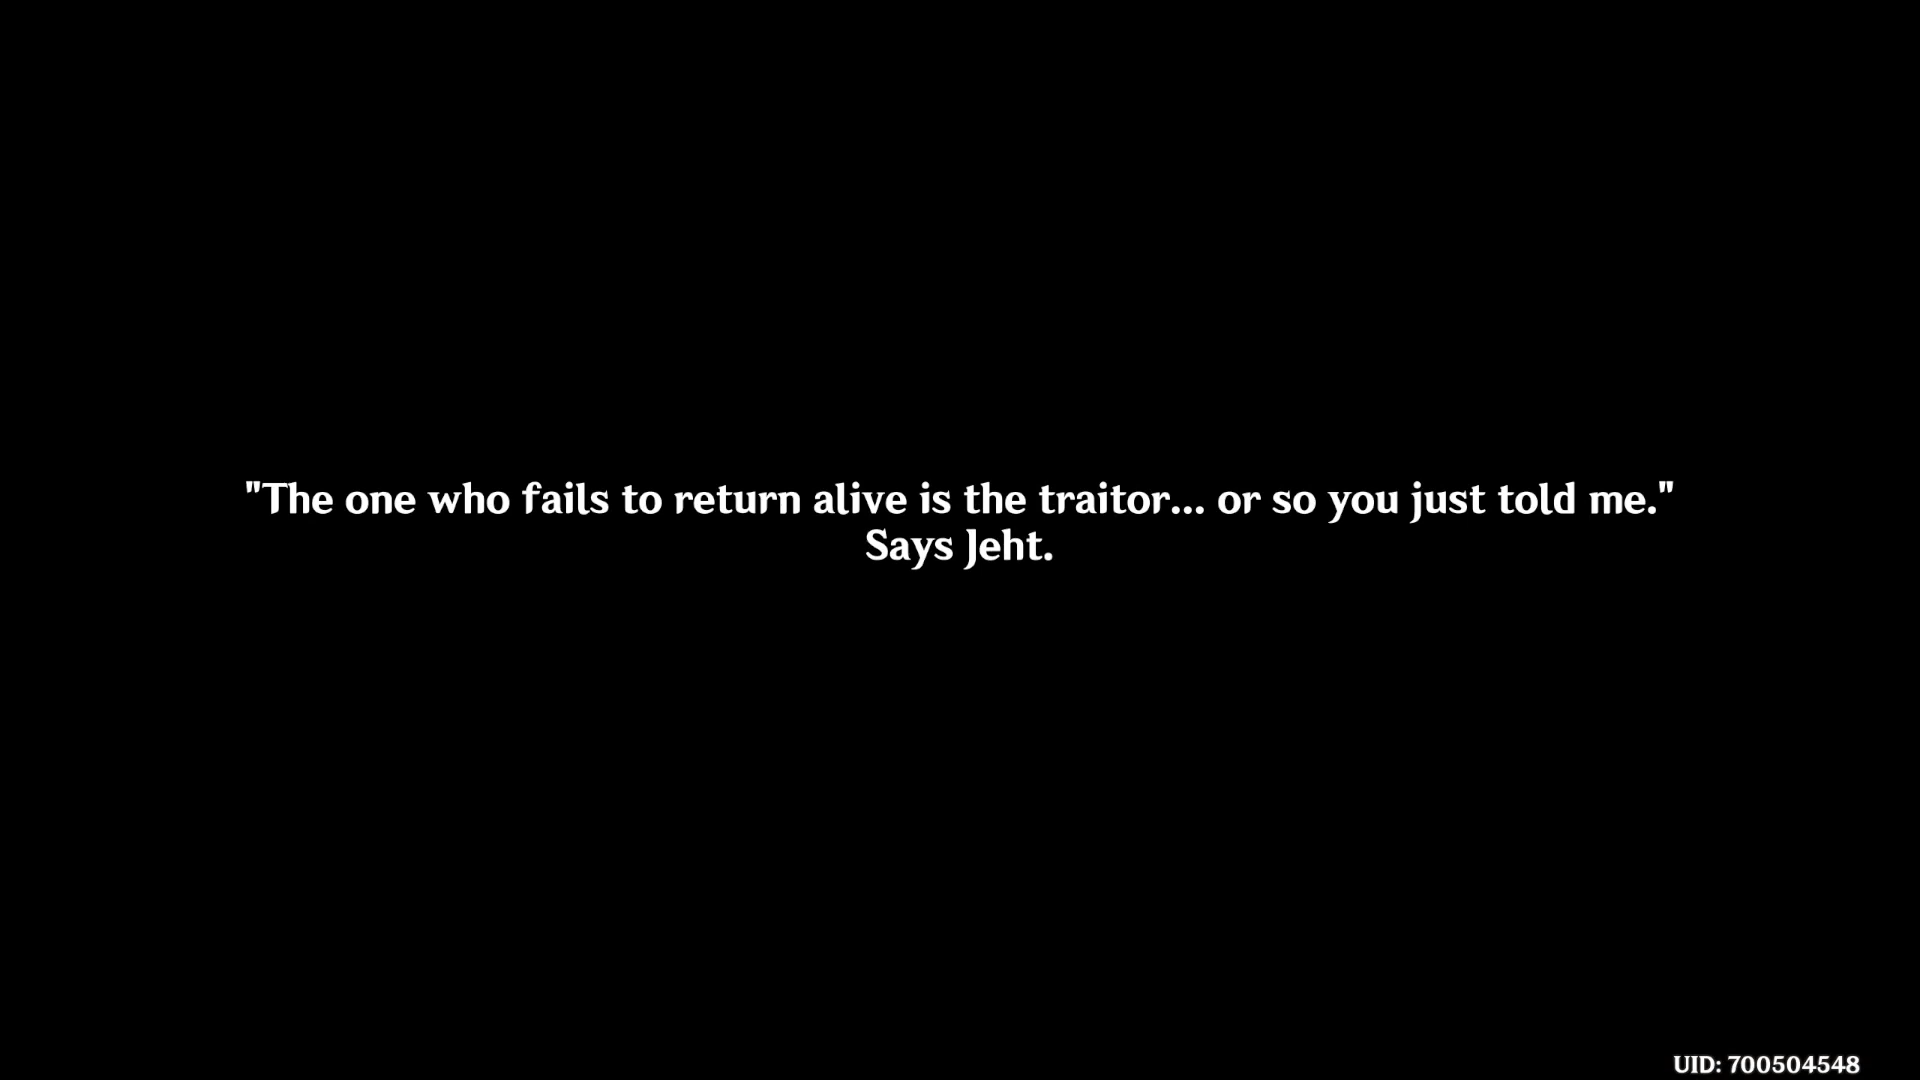 "The one who fails to return alive is the traitor... or so you just told me."
Says Jeht.
UID: 700504548